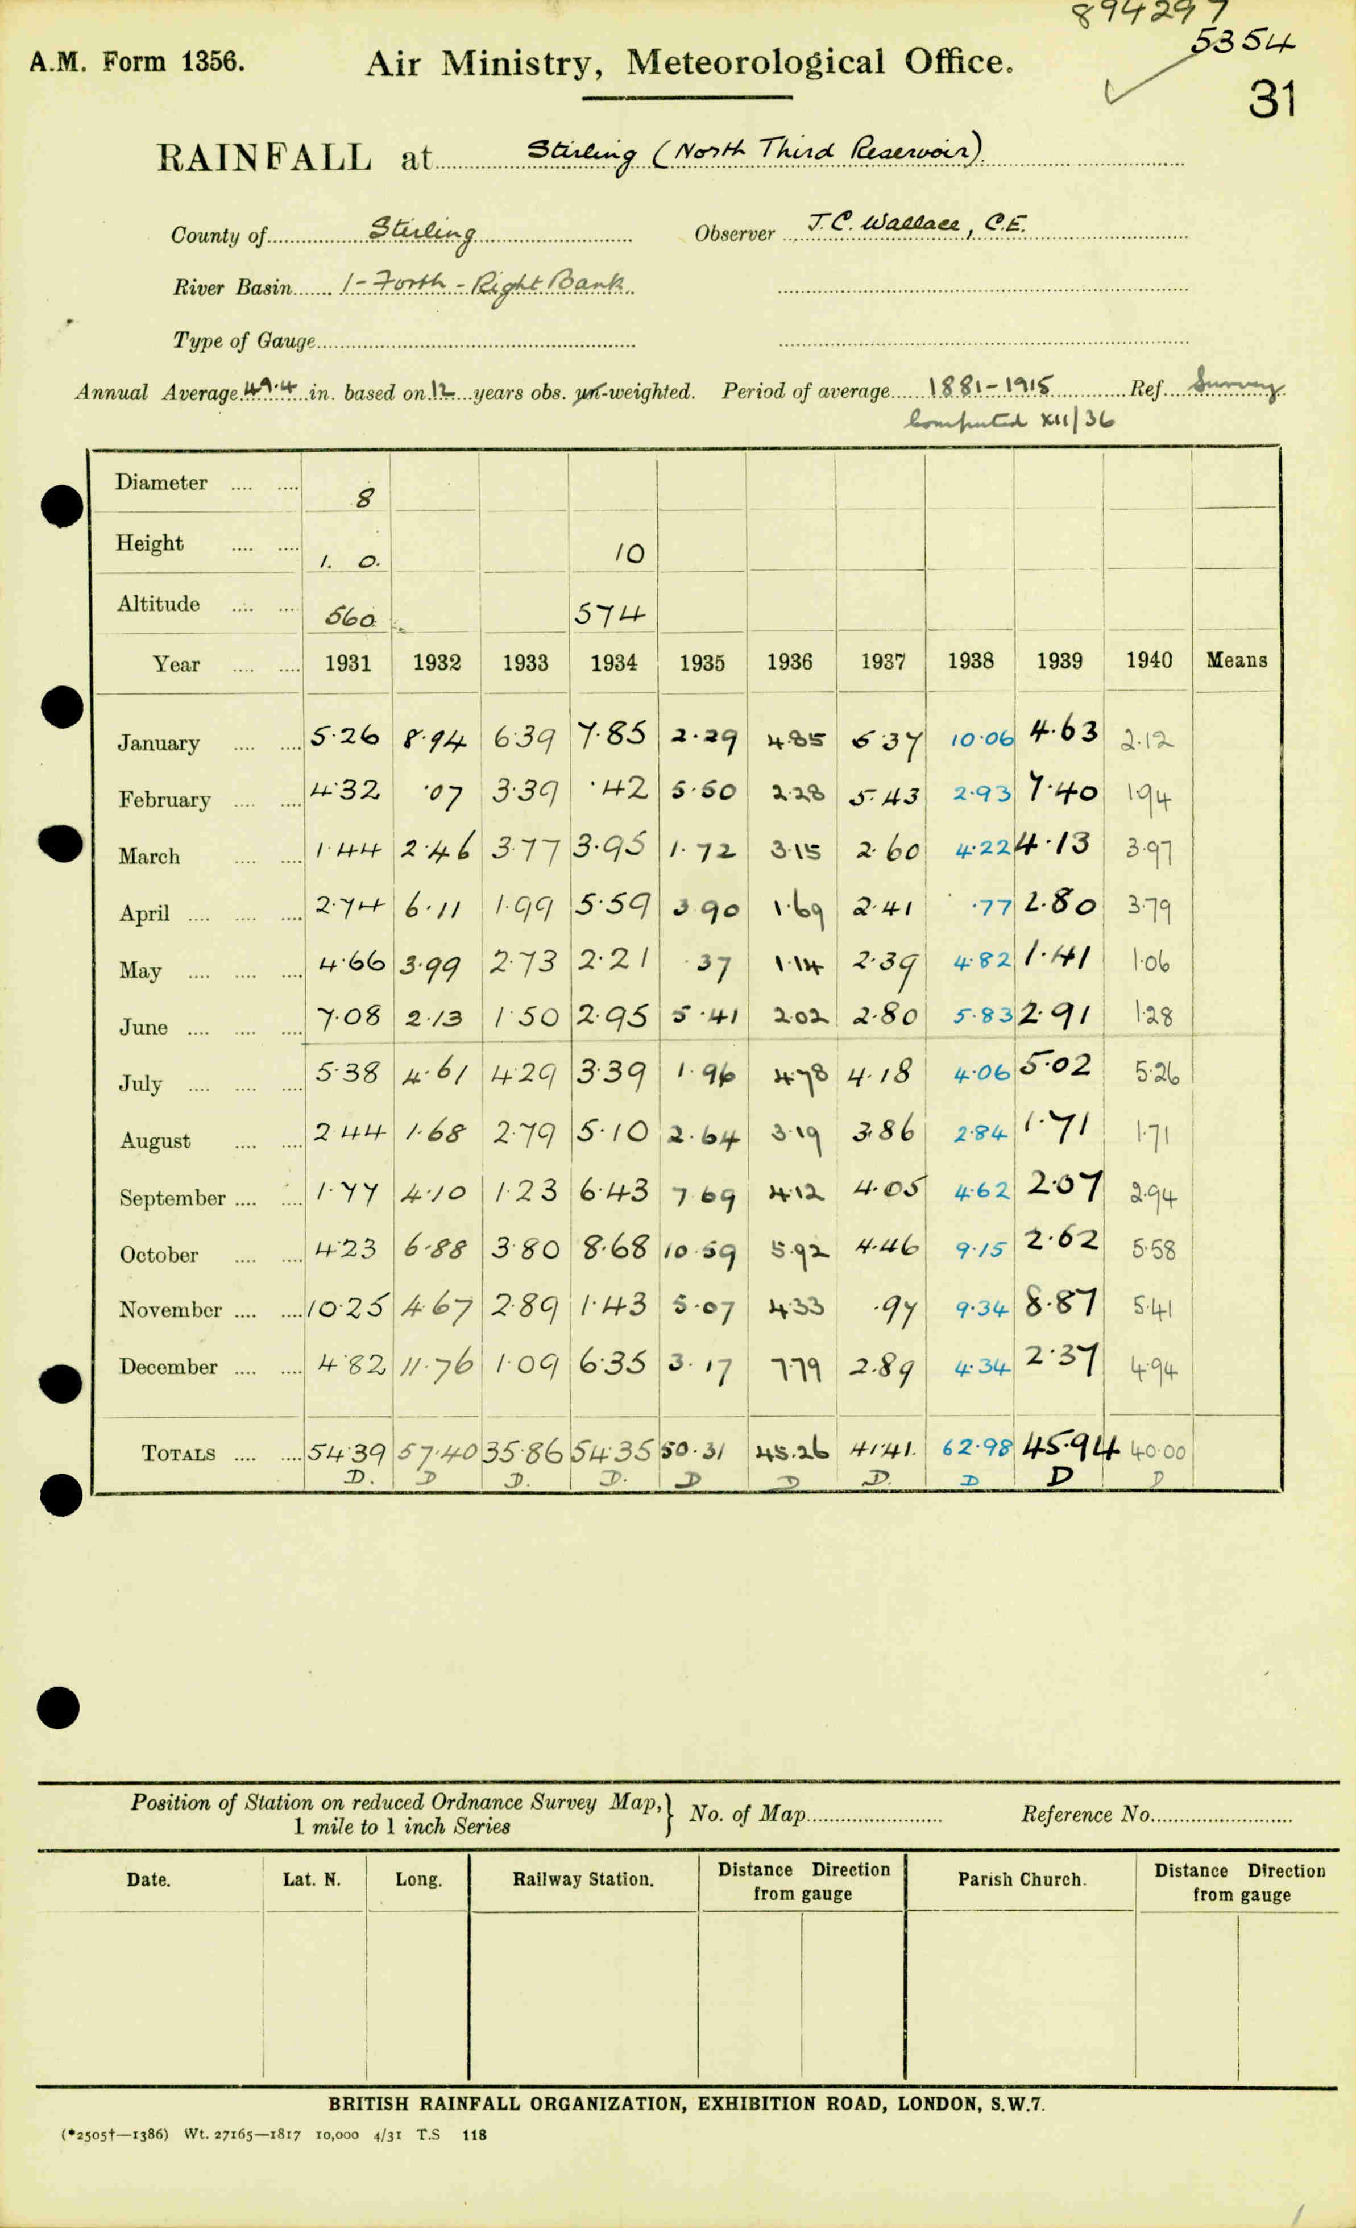 894297
5354
A.M. Form 1356. Air Ministry, Meteorological Office.
31
RAINFALL at Stirling (North Third Reservoir).
County of Stirling Observer J.C. Wallace, C.E.
River Basin 1 - Forth - Right Bank
Type of Gauge
Annual Average 49.4 in. based on 12 years obs. un-weighted. Period of average 1881-1915 Ref. Survey
Computed XII/36
Diameter 8
Height 1. 0. 10
Altitude 560 574
Year 1931 1932 1933 1934 1935 1936 1937 1938 1939 1940 Means
January 5.26 8.94 6.39 7.85 2.29 4.85 6.37 10.06 4.63 2.12
February 4.32 .07 3.39 .42 5.50 2.28 5.43 2.93 7.40 1.94
March 1.44 2.46 3.77 3.95 1.72 3.15 2.60 4.22 4.13 3.97
April 2.74 6.11 1.99 5.59 3.90 1.69 2.41 .77 2.80 3.79
May 4.66 3.99 2.73 2.21 .37 1.14 2.39 4.82 1.41 1.06
June 7.08 2.13 1.50 2.95 5.41 2.02 2.80 5.83 2.91 1.28
July 5.38 4.61 4.29 3.39 1.96 4.78 4.18 4.06 5.02 5.26
August 2.44 1.68 2.79 5.10 2.64 3.19 3.86 2.84 1.71 1.71
September 1.77 4.10 1.23 6.43 7.69 4.12 4.05 4.62 2.07 2.94
October 4.23 6.88 3.80 8.68 10.59 5.92 4.46 9.15 2.62 5.58
November 10.25 4.67 2.89 1.43 5.07 4.33 .97 9.34 8.87 5.41
December 4.82 11.76 1.09 6.35 3.17 7.79 2.89 4.34 2.37 4.94
TOTALS 54.39 57.40 35.86 54.35 50.31 45.26 41.41. 62.98 45.94 40.00
D. D D. D. D D D. D D D
Position of Station on reduced Ordnance Survey Map, } No. of Map Reference No.
1 mile to 1 inch Series
Date. Lat. N. Long. Railway Station. Distance Direction from gauge Parish Church. Distance Direction from gauge
BRITISH RAINFALL ORGANIZATION, EXHIBITION ROAD, LONDON, S.W.7.
(*2505†—1386) Wt. 27165—1817 10,000 4/31 T.S 118